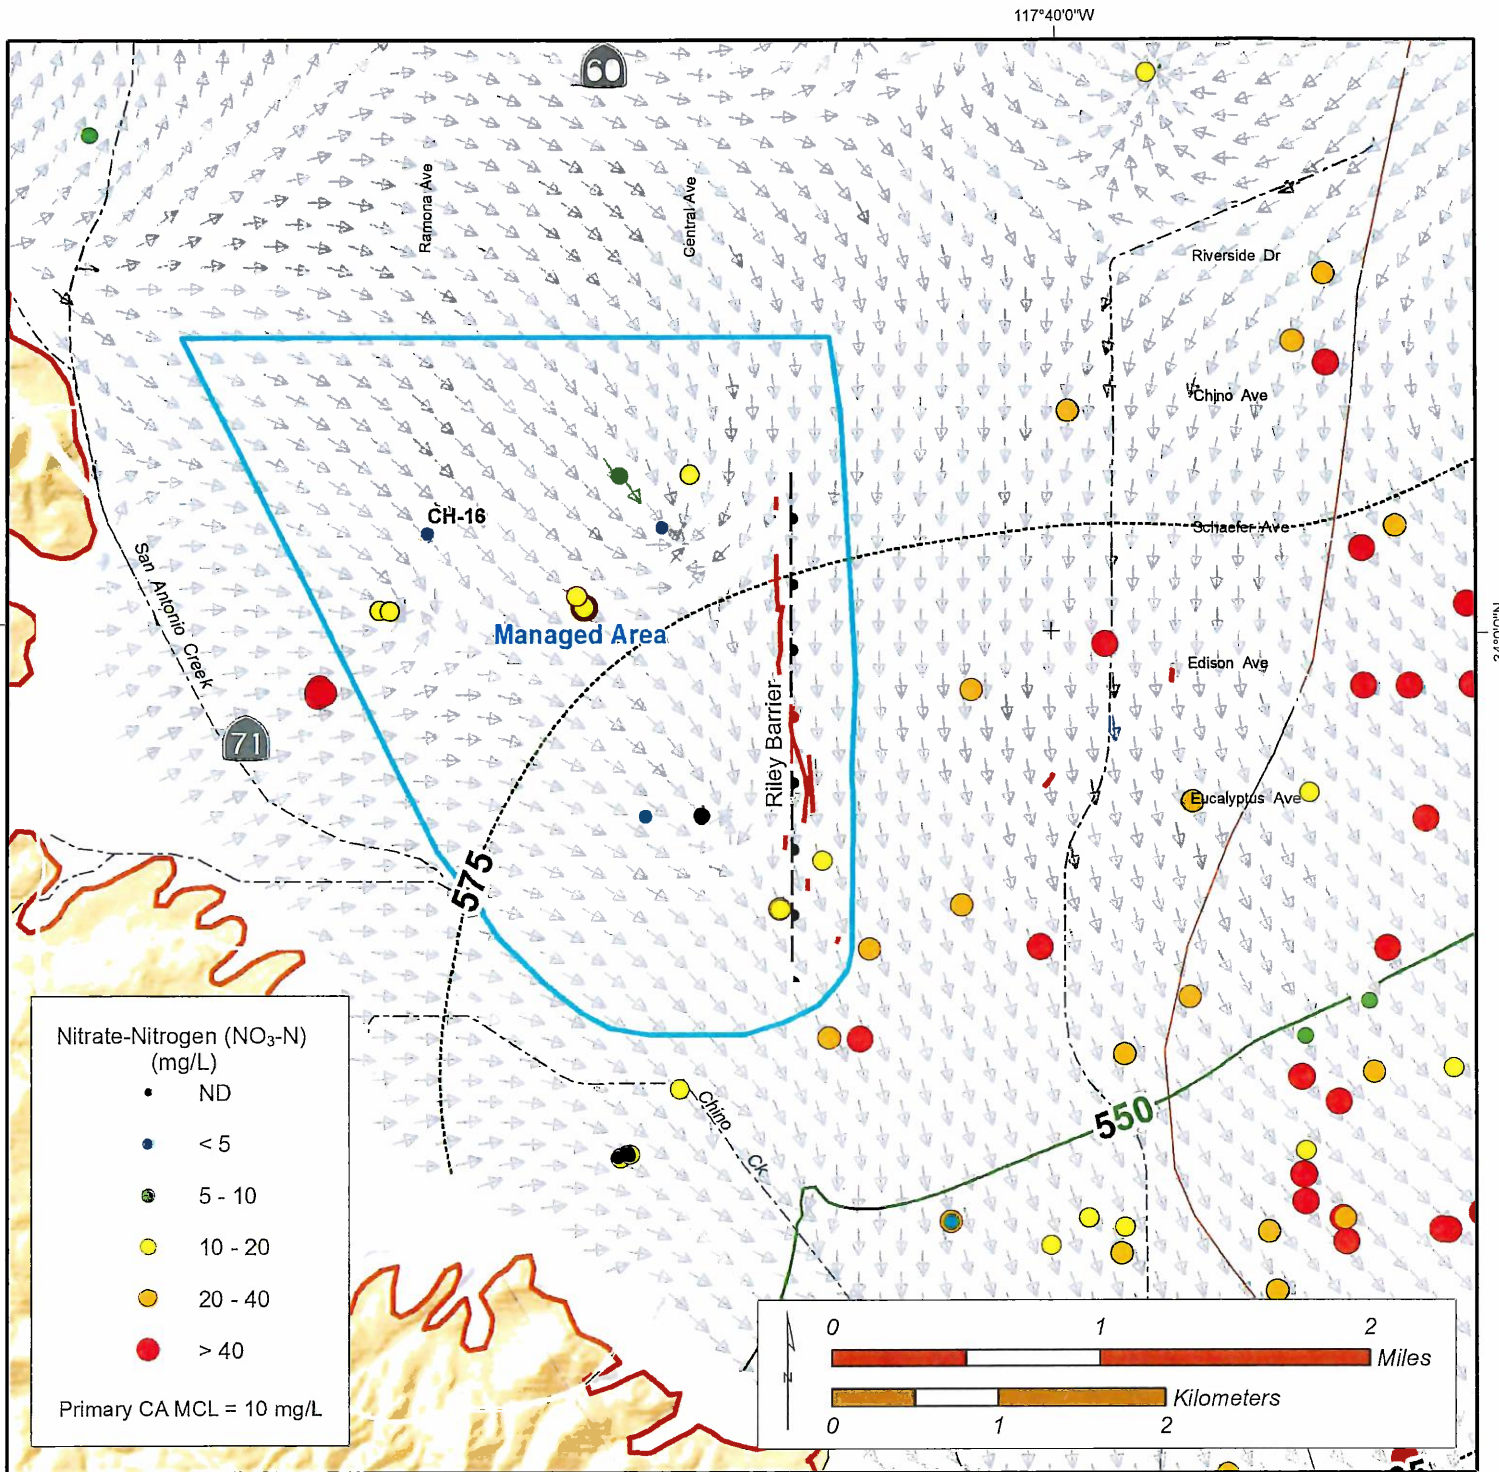 117°40'0"W
60
Ramona Ave
Central Ave
Riverside Dr
Chino Ave
CH-16
Schaefer Ave
San Antonio Creek
Managed Area
34°0'0"N
Edison Ave
71
Riley Barrier
Eucalyptus Ave
575
Nitrate-Nitrogen (NO₃-N)
(mg/L)
ND
< 5
5 - 10
10 - 20
20 - 40
> 40
Primary CA MCL = 10 mg/L
Chino
Ck
550
N
0 1 2
Miles
Kilometers
0 1 2